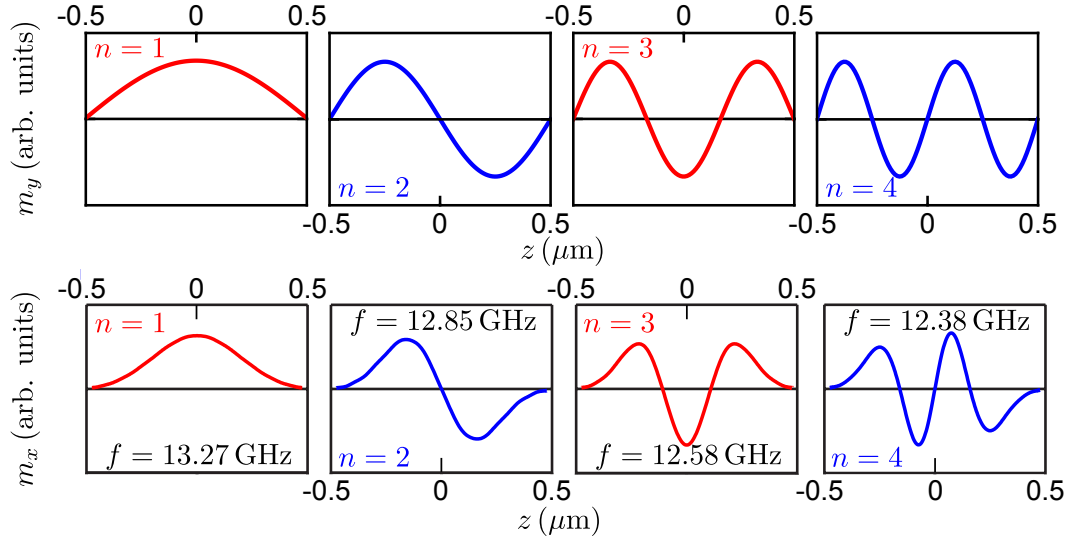 -0.5 0 0.5 -0.5 0 0.5
m_y (arb. units)
n = 1
n = 2
n = 3
n = 4
-0.5 0 0.5 -0.5 0 0.5
z (μm)
-0.5 0 0.5 -0.5 0 0.5
m_x (arb. units)
n = 1
f = 13.27 GHz
f = 12.85 GHz
n = 2
n = 3
f = 12.58 GHz
f = 12.38 GHz
n = 4
-0.5 0 0.5 -0.5 0 0.5
z (μm)